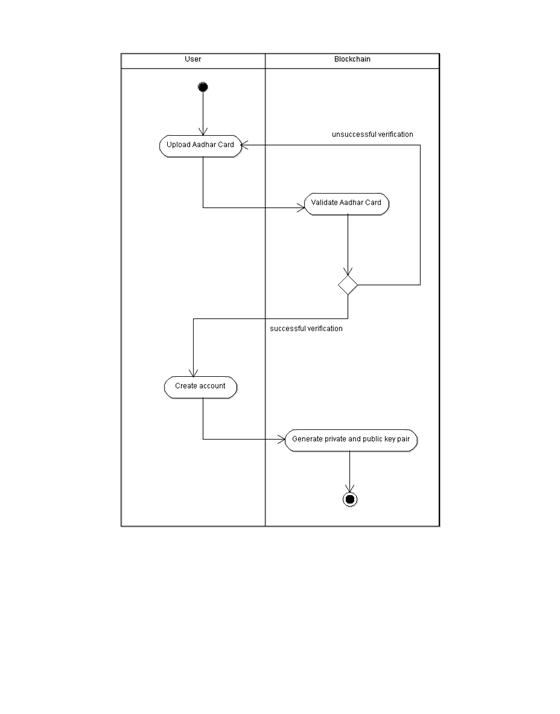 User
Blockchain
unsuccessful verification
Upload Aadhar Card
Validate Aadhar Card
successful verification
Create account
Generate private and public key pair